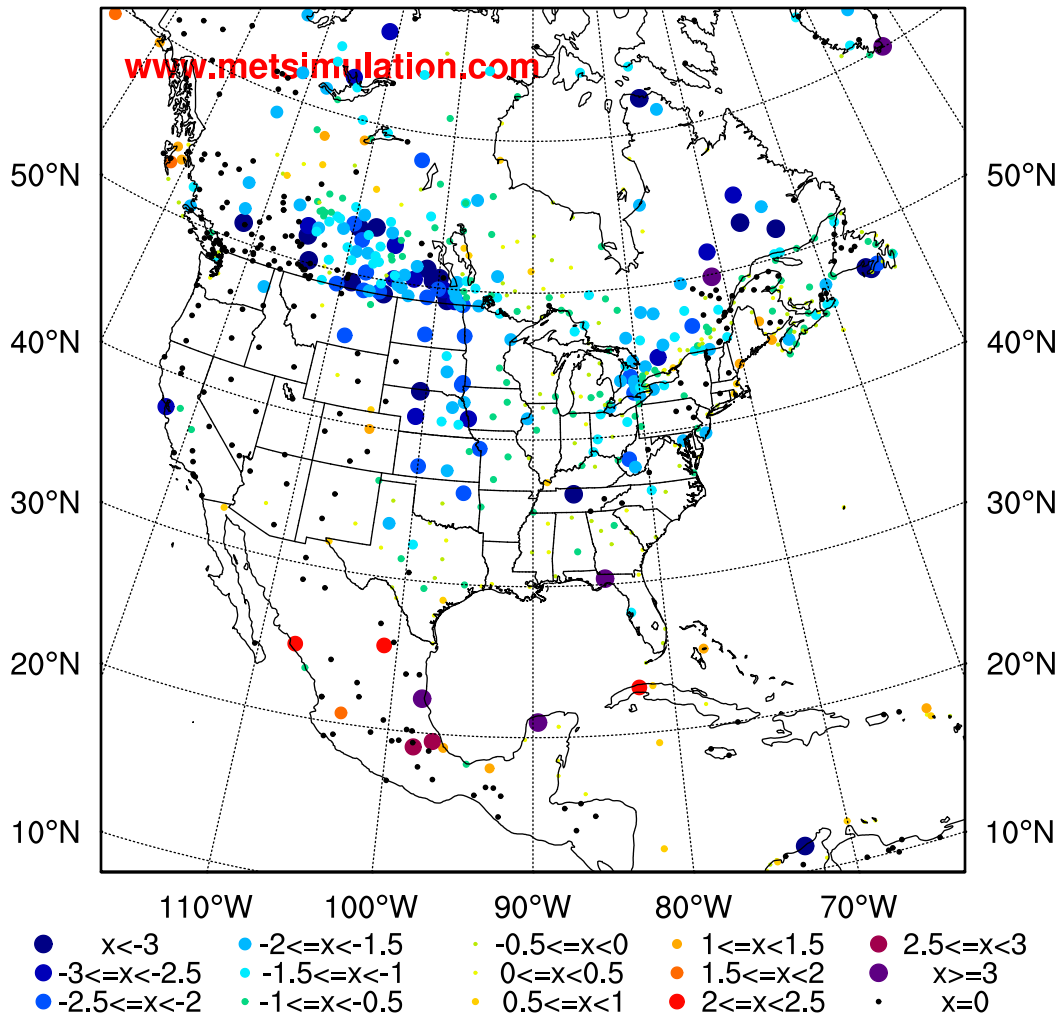 www.metsimulation.com
50°N 50°N
40°N 40°N
30°N 30°N
20°N 20°N
10°N 10°N
110°W 100°W 90°W 80°W 70°W
x<-3 -2<=x<-1.5 -0.5<=x<0 1<=x<1.5 2.5<=x<3
-3<=x<-2.5 -1.5<=x<-1 0<=x<0.5 1.5<=x<2 x>=3
-2.5<=x<-2 -1<=x<-0.5 0.5<=x<1 2<=x<2.5 x=0